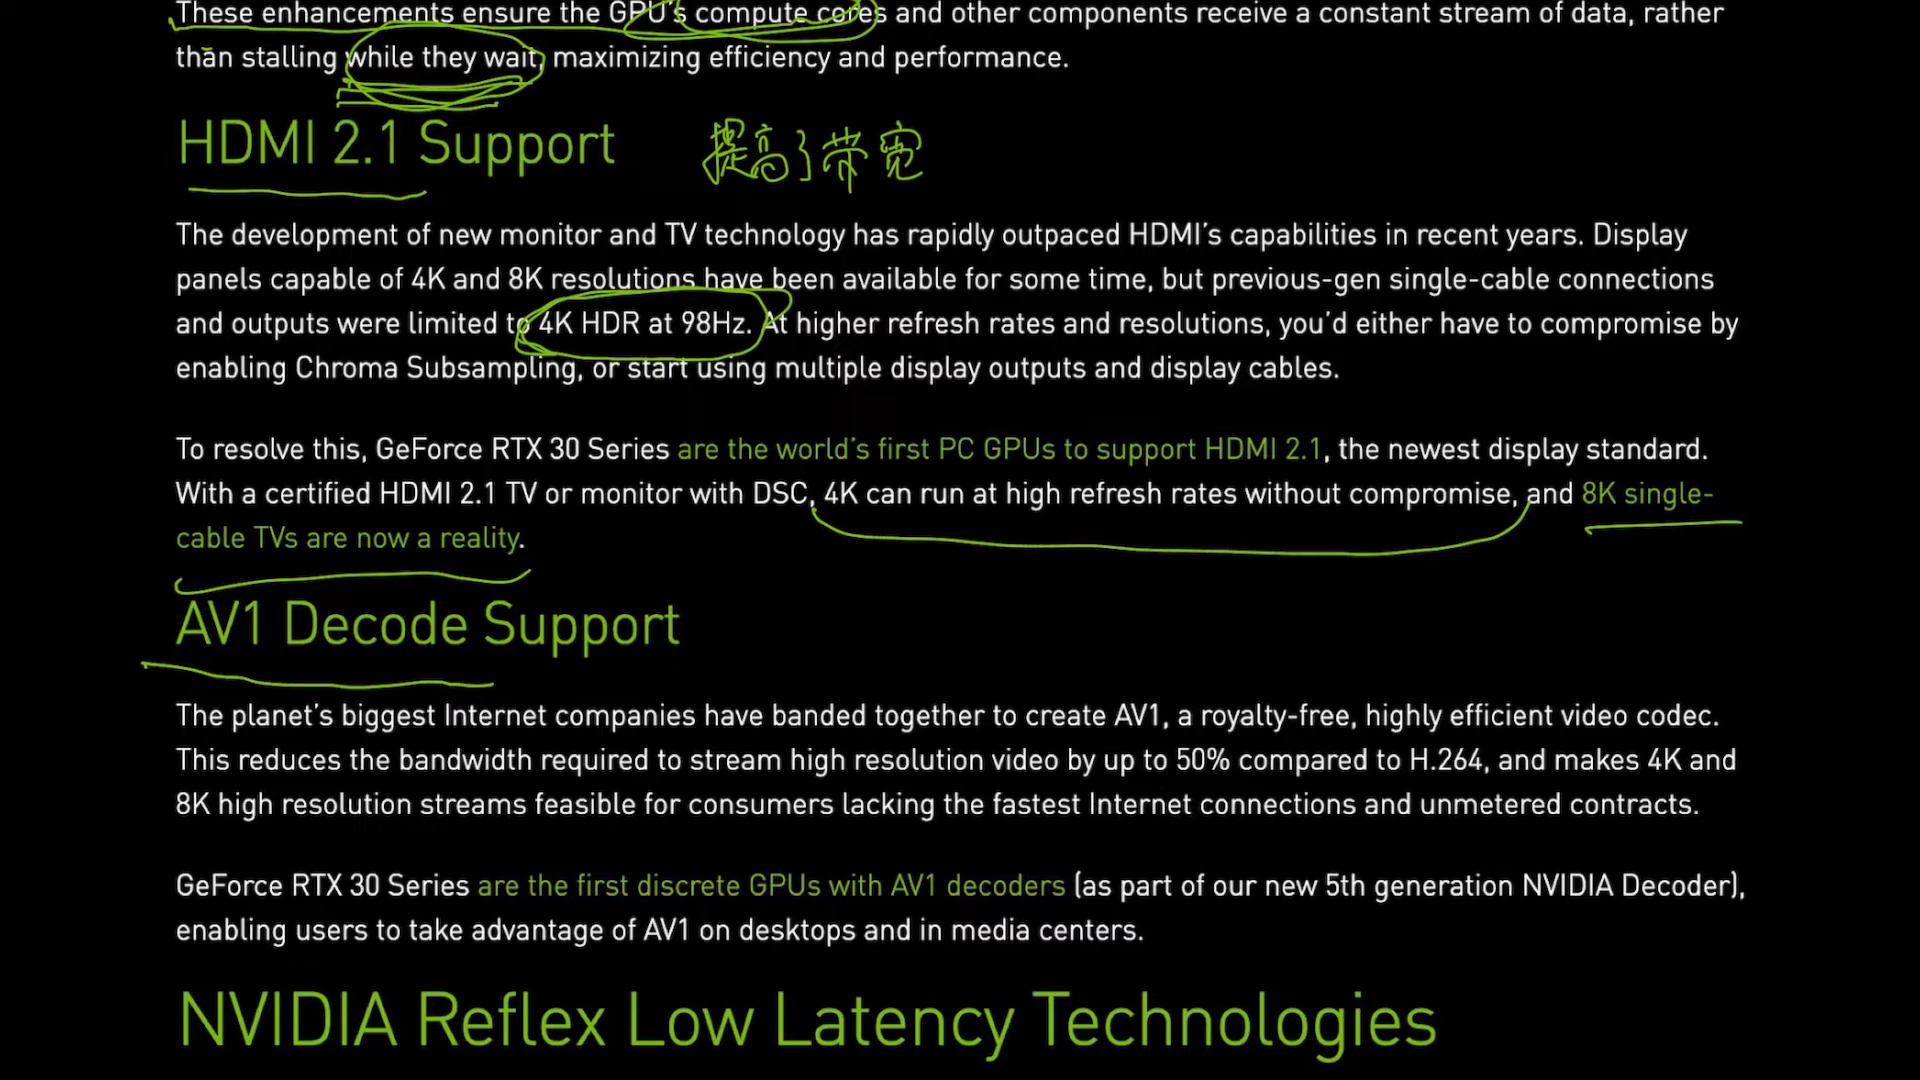 These enhancements ensure the GPU's compute cores and other components receive a constant stream of data, rather
than stalling while they wait, maximizing efficiency and performance.
HDMI 2.1 Support 提高了带宽
The development of new monitor and TV technology has rapidly outpaced HDMI's capabilities in recent years. Display
panels capable of 4K and 8K resolutions have been available for some time, but previous-gen single-cable connections
and outputs were limited to 4K HDR at 98Hz. At higher refresh rates and resolutions, you'd either have to compromise by
enabling Chroma Subsampling, or start using multiple display outputs and display cables.
To resolve this, GeForce RTX 30 Series are the world's first PC GPUs to support HDMI 2.1, the newest display standard.
With a certified HDMI 2.1 TV or monitor with DSC, 4K can run at high refresh rates without compromise, and 8K single-
cable TVs are now a reality.
AV1 Decode Support
The planet's biggest Internet companies have banded together to create AV1, a royalty-free, highly efficient video codec.
This reduces the bandwidth required to stream high resolution video by up to 50% compared to H.264, and makes 4K and
8K high resolution streams feasible for consumers lacking the fastest Internet connections and unmetered contracts.
GeForce RTX 30 Series are the first discrete GPUs with AV1 decoders (as part of our new 5th generation NVIDIA Decoder),
enabling users to take advantage of AV1 on desktops and in media centers.
NVIDIA Reflex Low Latency Technologies